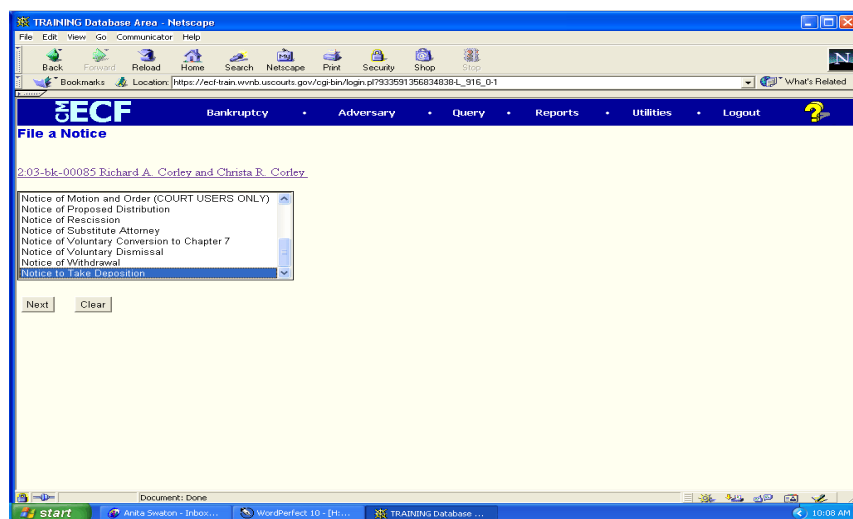 TRAINING Database Area - Netscape
File Edit View Go Communicator Help
Back Forward Reload Home Search Netscape Print Security Shop Stop
Bookmarks Location: https://ecf-train.wvnb.uscourts.gov/cgi-bin/login.pl?933591356834838-L_916_0-1 What's Related
CM ECF Bankruptcy • Adversary • Query • Reports • Utilities • Logout ?
File a Notice
2:03-bk-00085 Richard A. Corley and Christa R. Corley
Notice of Motion and Order (COURT USERS ONLY)
Notice of Proposed Distribution
Notice of Rescission
Notice of Substitute Attorney
Notice of Voluntary Conversion to Chapter 7
Notice of Voluntary Dismissal
Notice of Withdrawal
Notice to Take Deposition
Next Clear
Document: Done
start Anita Swaton - Inbox... WordPerfect 10 - [H:... TRAINING Database ... 10:08 AM